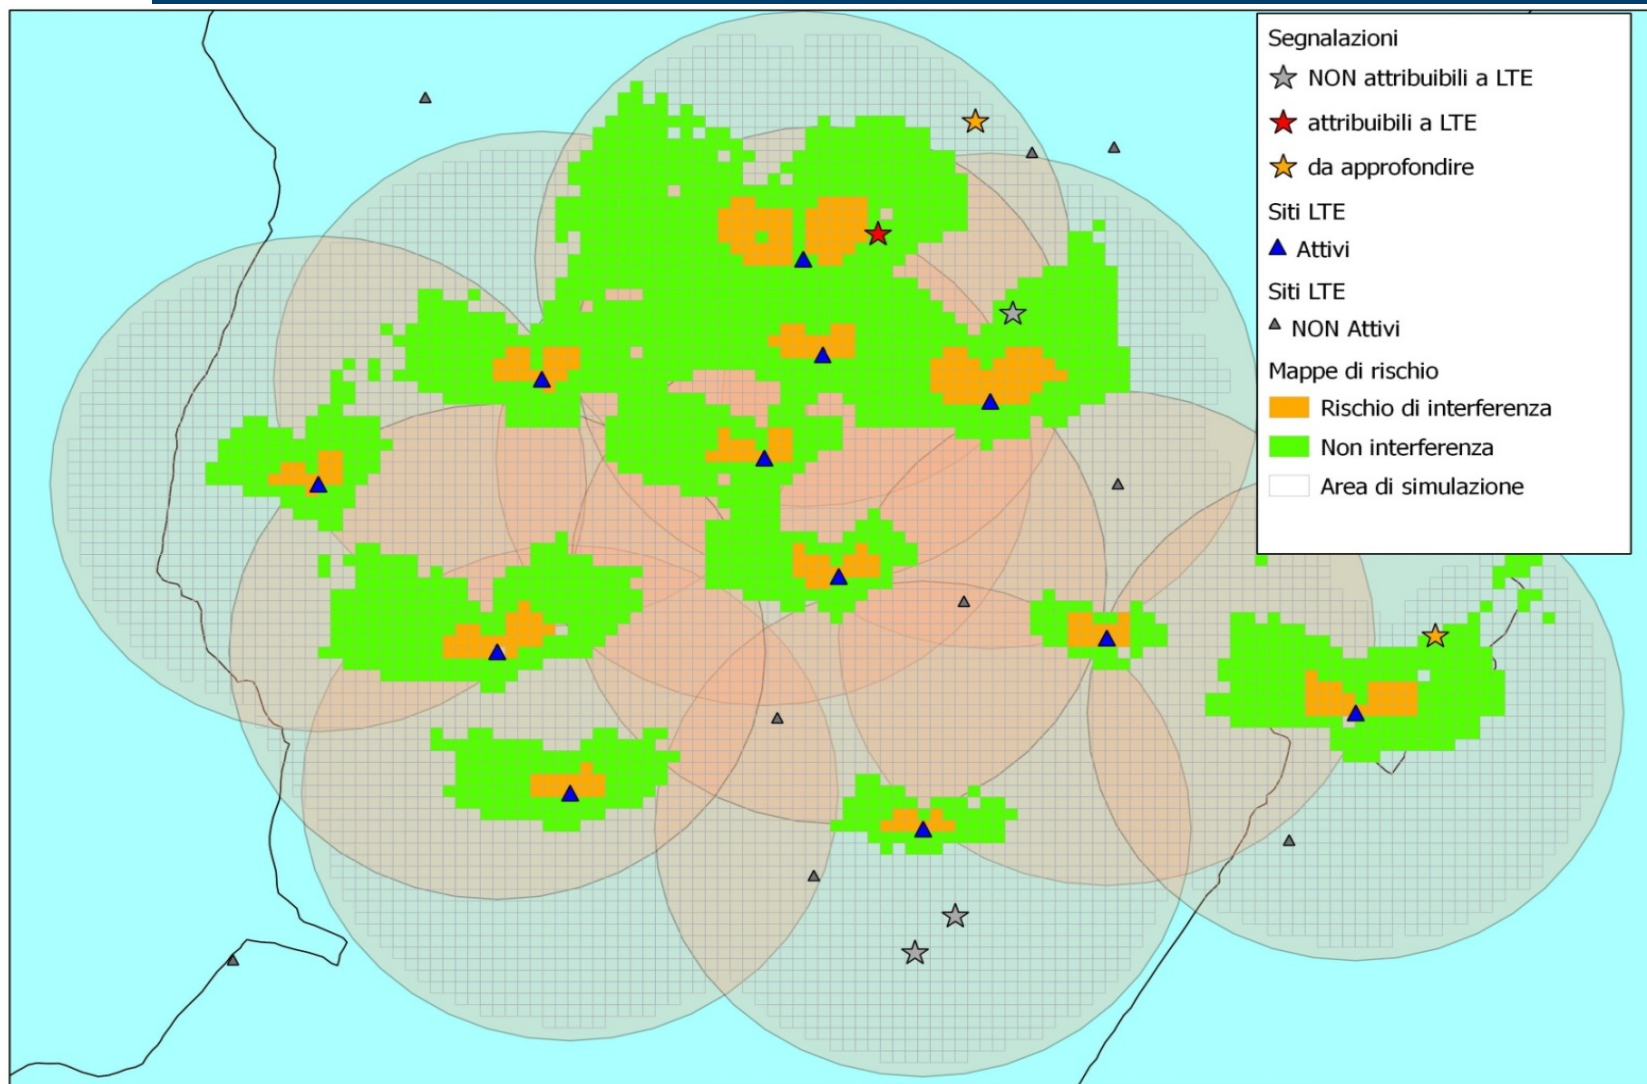 Segnalazioni
NON attribuibili a LTE
attribuibili a LTE
da approfondire
Siti LTE
Attivi
Siti LTE
NON Attivi
Mappe di rischio
Rischio di interferenza
Non interferenza
Area di simulazione